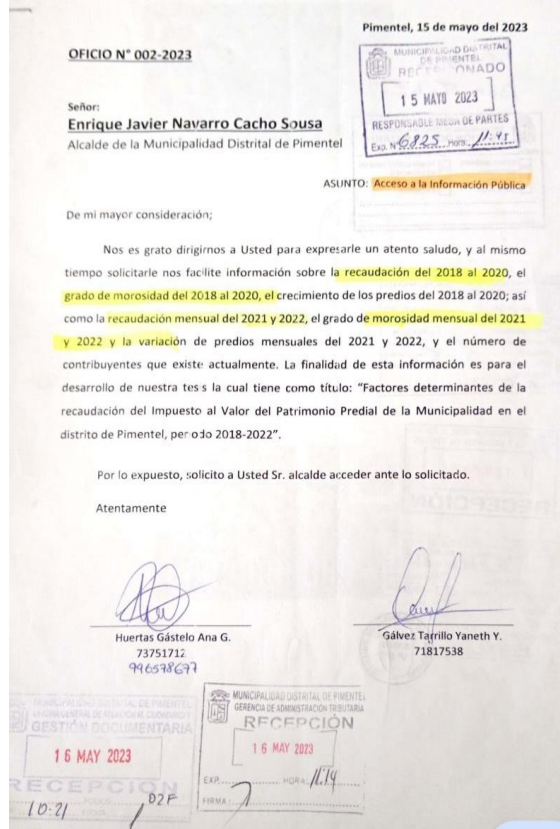 Pimentel, 15 de mayo del 2023
OFICIO N° 002-2023
MUNICIPALIDAD DISTRITAL
DE PIMENTEL
15 MAYO 2023
RESPONSABLE MESA DE PARTES
Exp. N° 6825 Hora: 11:45
Señor:
Enrique Javier Navarro Cacho Sousa
Alcalde de la Municipalidad Distrital de Pimentel
ASUNTO: Acceso a la Información Pública
De mi mayor consideración;
Nos es grato dirigirnos a Usted para expresarle un atento saludo, y al mismo
tiempo solicitarle nos facilite información sobre la recaudación del 2018 al 2020, el
grado de morosidad del 2018 al 2020, el crecimiento de los predios del 2018 al 2020; así
como la recaudación mensual del 2021 y 2022, el grado de morosidad mensual del 2021
y 2022 y la variación de predios mensuales del 2021 y 2022, y el número de
contribuyentes que existe actualmente. La finalidad de esta información es para el
desarrollo de nuestra tes s la cual tiene como título: "Factores determinantes de la
recaudación del Impuesto al Valor del Patrimonio Predial de la Municipalidad en el
distrito de Pimentel, per odo 2018-2022".
Por lo expuesto, solicito a Usted Sr. alcalde acceder ante lo solicitado.
Atentamente
Huertas Gástelo Ana G.
73751712
996578677
Gálvez Tarrillo Yaneth Y.
71817538
MUNICIPALIDAD DISTRITAL DE PIMENTEL
GESTIÓN DOCUMENTARIA
16 MAY 2023
RECEPCION
10:21 02F
MUNICIPALIDAD DISTRITAL DE PIMENTEL
GERENCIA DE ADMINISTRACIÓN TRIBUTARIA
RECEPCIÓN
16 MAY 2023
EXP. HORA: 11:14
FIRMA: